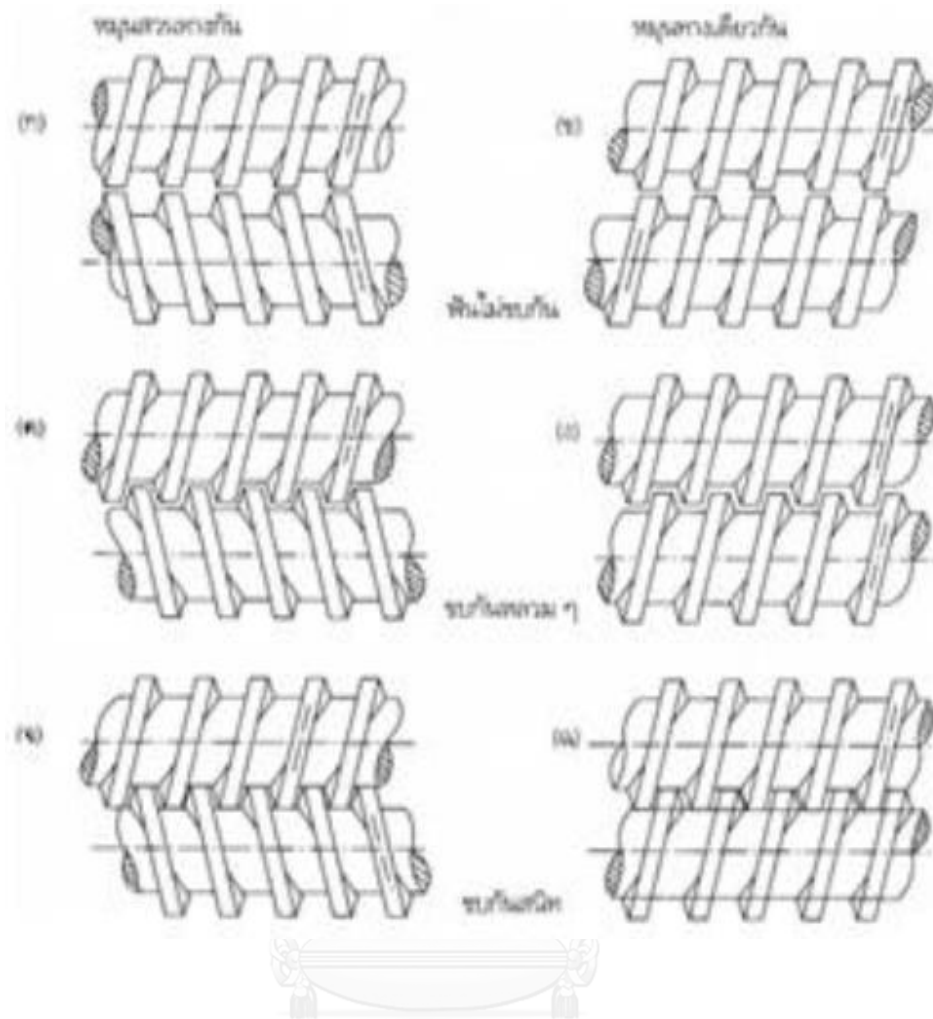 หมุนสวนทางกัน
หมุนทางเดียวกัน
(ก)
(ข)
ฟันไม่ขบกัน
(ค)
(ง)
ขบกันหลวม ๆ
(จ)
(ฉ)
ขบกันสนิท